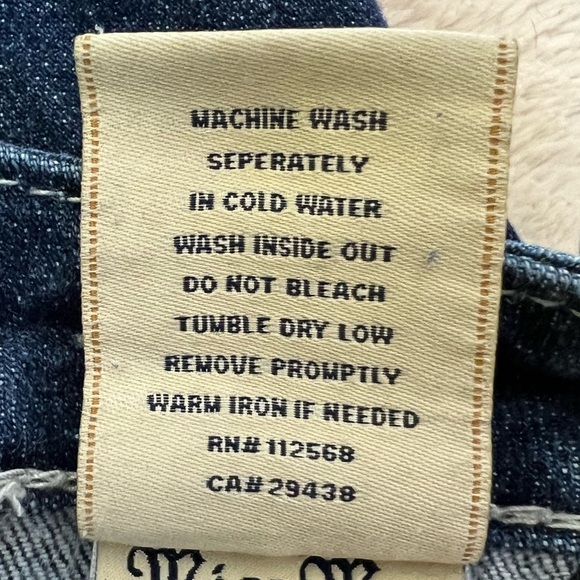 MACHINE WASH
SEPERATELY
IN COLD WATER
WASH INSIDE OUT
DO NOT BLEACH
TUMBLE DRY LOW
REMOVE PROMPTLY
WARM IRON IF NEEDED
RN# 112568
CA# 29438